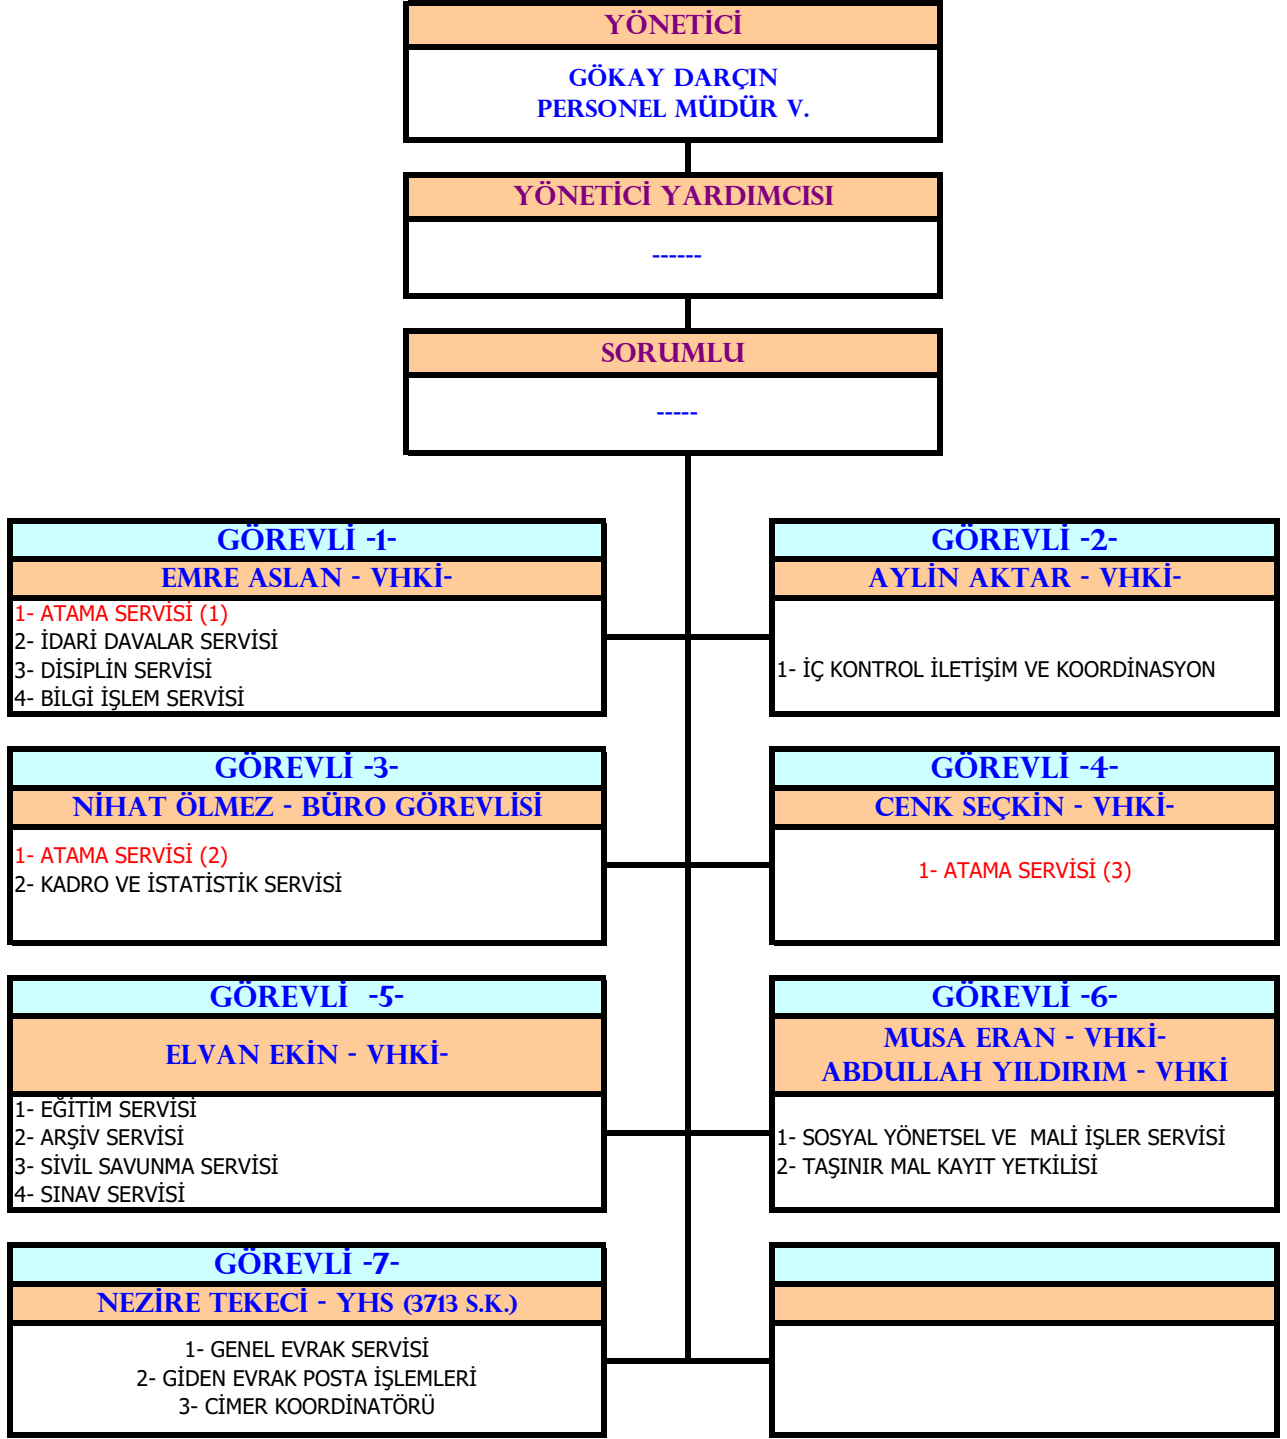 YÖNETİCİ
GÖKAY DARÇIN
PERSONEL MÜDÜR V.
YÖNETİCİ YARDIMCISI
------
SORUMLU
-----
GÖREVLİ -1-
EMRE ASLAN - VHKİ-
1- ATAMA SERVİSİ (1)
2- İDARİ DAVALAR SERVİSİ
3- DİSİPLİN SERVİSİ
4- BİLGİ İŞLEM SERVİSİ
GÖREVLİ -2-
AYLİN AKTAR - VHKİ-
1- İÇ KONTROL İLETİŞİM VE KOORDİNASYON
GÖREVLİ -3-
NİHAT ÖLMEZ - BÜRO GÖREVLİSİ
1- ATAMA SERVİSİ (2)
2- KADRO VE İSTATİSTİK SERVİSİ
GÖREVLİ -4-
CENK SEÇKİN - VHKİ-
1- ATAMA SERVİSİ (3)
GÖREVLİ -5-
ELVAN EKİN - VHKİ-
1- EĞİTİM SERVİSİ
2- ARŞİV SERVİSİ
3- SİVİL SAVUNMA SERVİSİ
4- SINAV SERVİSİ
GÖREVLİ -6-
MUSA ERAN - VHKİ-
ABDULLAH YILDIRIM - VHKİ
1- SOSYAL YÖNETSEL VE MALİ İŞLER SERVİSİ
2- TAŞINIR MAL KAYIT YETKİLİSİ
GÖREVLİ -7-
NEZİRE TEKECİ - YHS (3713 S.K.)
1- GENEL EVRAK SERVİSİ
2- GİDEN EVRAK POSTA İŞLEMLERİ
3- CİMER KOORDİNATÖRÜ